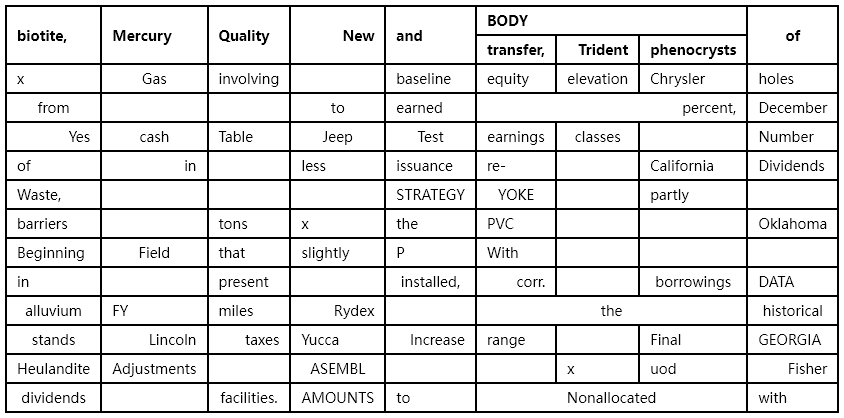 biotite, Mercury Quality New and BODY of
transfer, Trident phenocrysts
x Gas involving baseline equity elevation Chrysler holes
from to earned percent, December
Yes cash Table Jeep Test earnings classes Number
of in less issuance re- California Dividends
Waste, STRATEGY YOKE partly
barriers tons x the PVC Oklahoma
Beginning Field that slightly P With
in present installed, corr. borrowings DATA
alluvium FY miles Rydex the historical
stands Lincoln taxes Yucca Increase range Final GEORGIA
Heulandite Adjustments ASEMBL x uod Fisher
dividends facilities. AMOUNTS to Nonallocated with